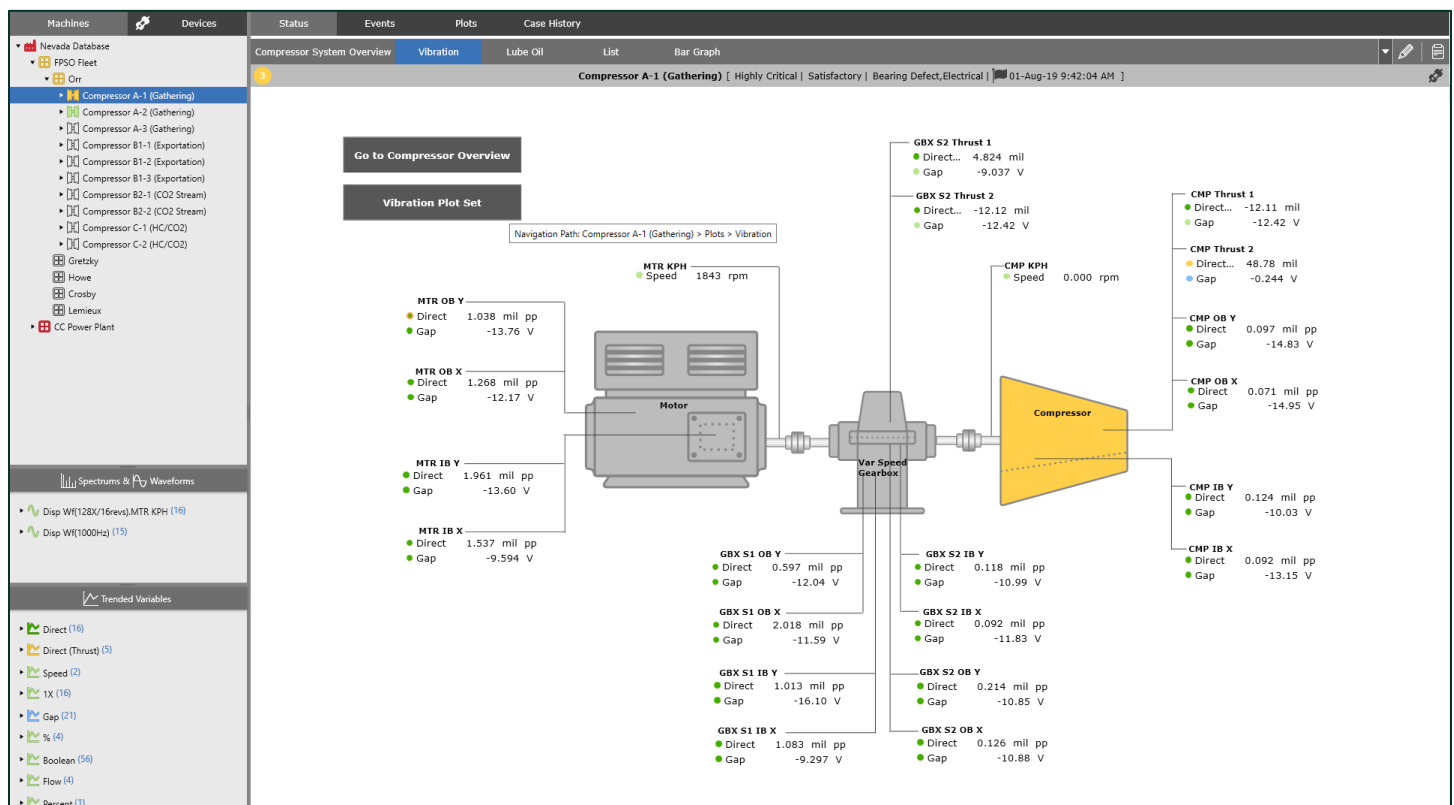 Machines
Devices
Status
Events
Plots
Case History
Nevada Database
FPSO Fleet
Orr
Compressor A-1 (Gathering)
Compressor A-2 (Gathering)
Compressor A-3 (Gathering)
Compressor B1-1 (Exportation)
Compressor B1-2 (Exportation)
Compressor B1-3 (Exportation)
Compressor B2-1 (CO2 Stream)
Compressor B2-2 (CO2 Stream)
Compressor C-1 (HC/CO2)
Compressor C-2 (HC/CO2)
Gretzky
Howe
Crosby
Lemieux
CC Power Plant
Spectrums & Waveforms
Disp Wf(128X/16revs).MTR KPH (16)
Disp Wf(1000Hz) (15)
Trended Variables
Direct (16)
Direct (Thrust) (5)
Speed (2)
1X (16)
Gap (21)
% (4)
Boolean (56)
Flow (4)
Percent (1)
Compressor System Overview
Vibration
Lube Oil
List
Bar Graph
3
Compressor A-1 (Gathering) [ Highly Critical | Satisfactory | Bearing Defect,Electrical | 01-Aug-19 9:42:04 AM ]
Go to Compressor Overview
Vibration Plot Set
Navigation Path: Compressor A-1 (Gathering) > Plots > Vibration
GBX S2 Thrust 1
Direct... 4.824 mil
Gap -9.037 V
GBX S2 Thrust 2
Direct... -12.12 mil
Gap -12.42 V
CMP Thrust 1
Direct... -12.11 mil
Gap -12.42 V
CMP Thrust 2
Direct... 48.78 mil
Gap -0.244 V
MTR KPH
Speed 1843 rpm
CMP KPH
Speed 0.000 rpm
MTR OB Y
Direct 1.038 mil pp
Gap -13.76 V
MTR OB X
Direct 1.268 mil pp
Gap -12.17 V
MTR IB Y
Direct 1.961 mil pp
Gap -13.60 V
MTR IB X
Direct 1.537 mil pp
Gap -9.594 V
CMP OB Y
Direct 0.097 mil pp
Gap -14.83 V
CMP OB X
Direct 0.071 mil pp
Gap -14.95 V
Motor
Var Speed
Gearbox
Compressor
CMP IB Y
Direct 0.124 mil pp
Gap -10.03 V
CMP IB X
Direct 0.092 mil pp
Gap -13.15 V
GBX S1 OB Y
Direct 0.597 mil pp
Gap -12.04 V
GBX S1 OB X
Direct 2.018 mil pp
Gap -11.59 V
GBX S1 IB Y
Direct 1.013 mil pp
Gap -16.10 V
GBX S1 IB X
Direct 1.083 mil pp
Gap -9.297 V
GBX S2 IB Y
Direct 0.118 mil pp
Gap -10.99 V
GBX S2 IB X
Direct 0.092 mil pp
Gap -11.83 V
GBX S2 OB Y
Direct 0.214 mil pp
Gap -10.85 V
GBX S2 OB X
Direct 0.126 mil pp
Gap -10.88 V